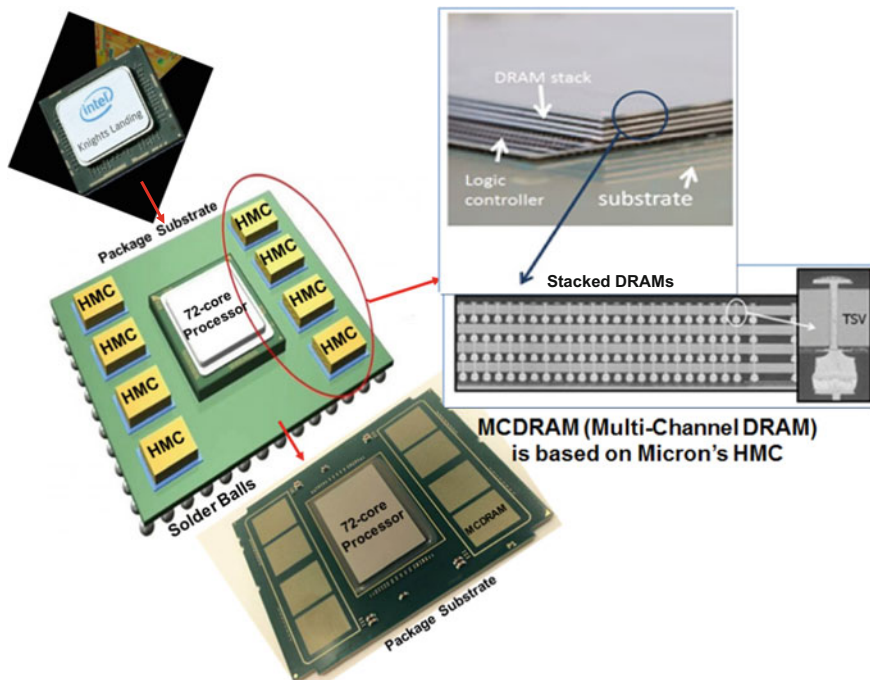 intel
Knights Landing
Package Substrate
HMC
HMC
HMC
HMC
72-core
Processor
HMC
HMC
HMC
HMC
Solder Balls
DRAM stack
Logic
controller
substrate
Stacked DRAMs
TSV
MCDRAM (Multi-Channel DRAM)
is based on Micron's HMC
72-core
Processor
MCDRAM
Package Substrate